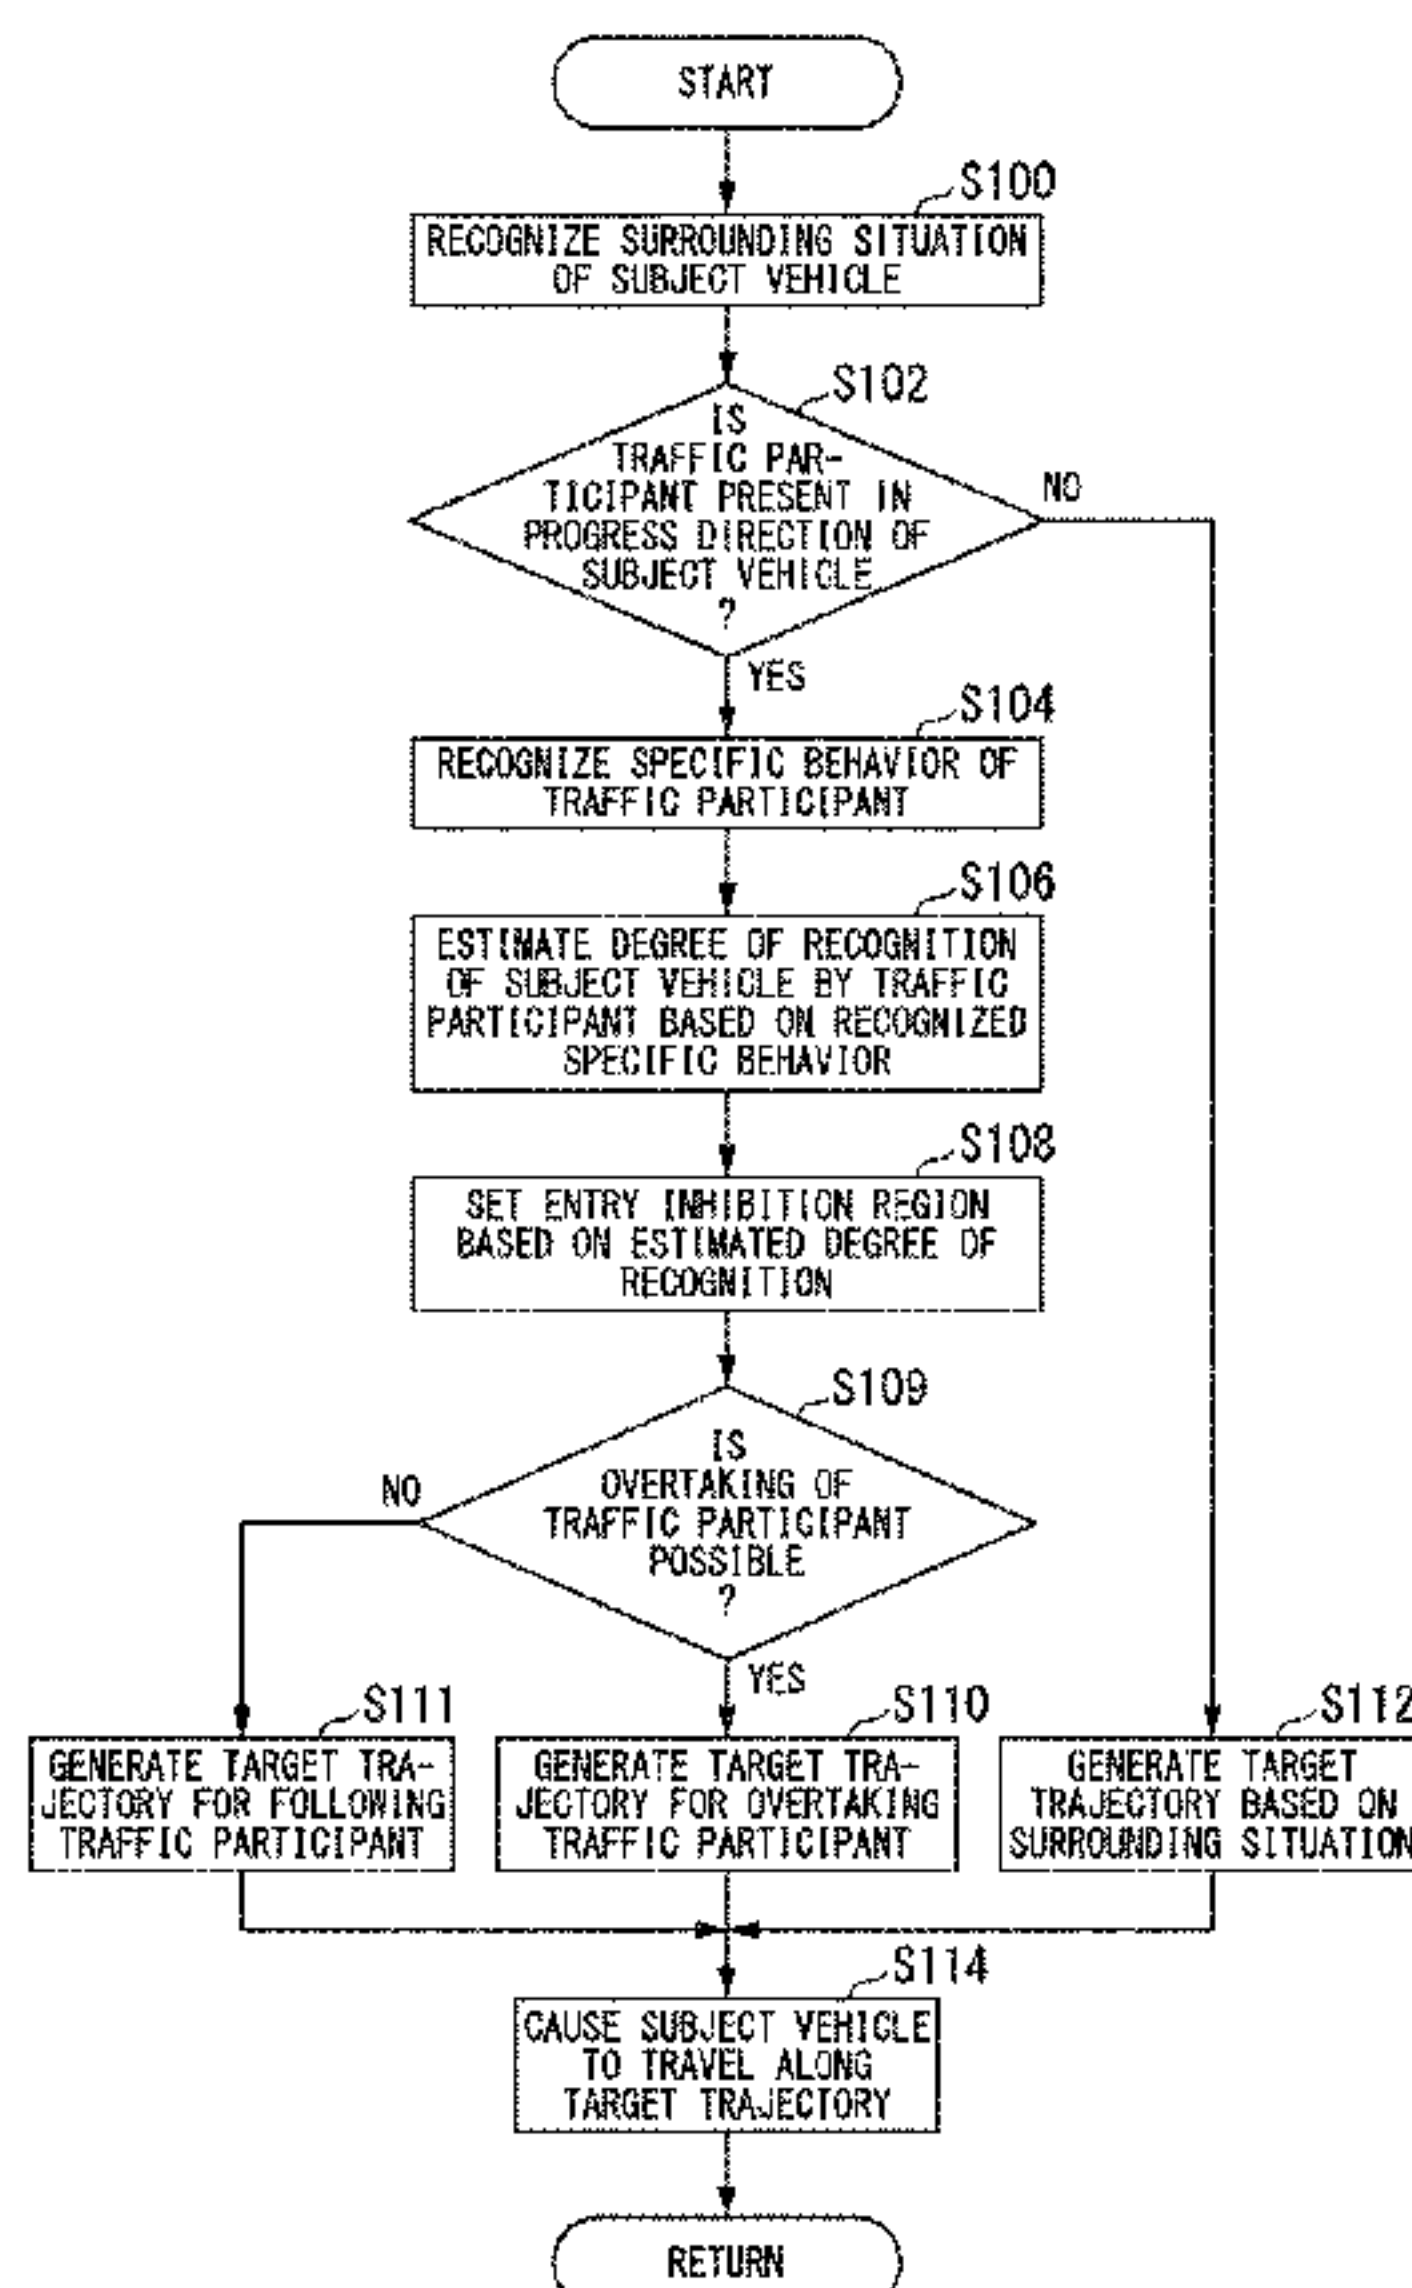 START
S100
RECOGNIZE SURROUNDING SITUATION
OF SUBJECT VEHICLE
S102
IS
TRAFFIC PAR-
TICIPANT PRESENT IN
PROGRESS DIRECTION OF
SUBJECT VEHICLE
?
NO
YES
S104
RECOGNIZE SPECIFIC BEHAVIOR OF
TRAFFIC PARTICIPANT
S106
ESTIMATE DEGREE OF RECOGNITION
OF SUBJECT VEHICLE BY TRAFFIC
PARTICIPANT BASED ON RECOGNIZED
SPECIFIC BEHAVIOR
S108
SET ENTRY INHIBITION REGION
BASED ON ESTIMATED DEGREE OF
RECOGNITION
S109
IS
OVERTAKING OF
TRAFFIC PARTICIPANT
POSSIBLE
?
NO
YES
S111
GENERATE TARGET TRA-
JECTORY FOR FOLLOWING
TRAFFIC PARTICIPANT
S110
GENERATE TARGET TRA-
JECTORY FOR OVERTAKING
TRAFFIC PARTICIPANT
S112
GENERATE TARGET
TRAJECTORY BASED ON
SURROUNDING SITUATION
S114
CAUSE SUBJECT VEHICLE
TO TRAVEL ALONG
TARGET TRAJECTORY
RETURN